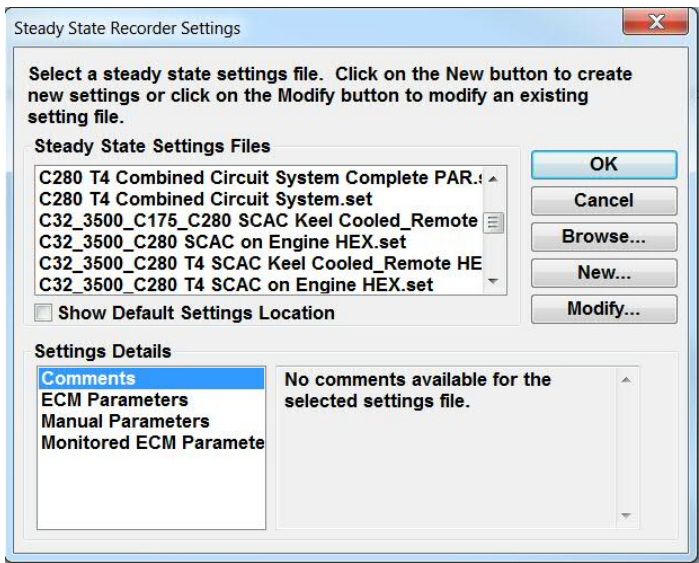 Steady State Recorder Settings
Select a steady state settings file. Click on the New button to create
new settings or click on the Modify button to modify an existing
setting file.
Steady State Settings Files
C280 T4 Combined Circuit System Complete PAR.s
C280 T4 Combined Circuit System.set
C32_3500_C175_C280 SCAC Keel Cooled_Remote
C32_3500_C280 SCAC on Engine HEX.set
C32_3500_C280 T4 SCAC Keel Cooled_Remote HE
C32_3500_C280 T4 SCAC on Engine HEX.set
Show Default Settings Location
OK
Cancel
Browse...
New...
Modify...
Settings Details
Comments
ECM Parameters
Manual Parameters
Monitored ECM Paramete
No comments available for the
selected settings file.